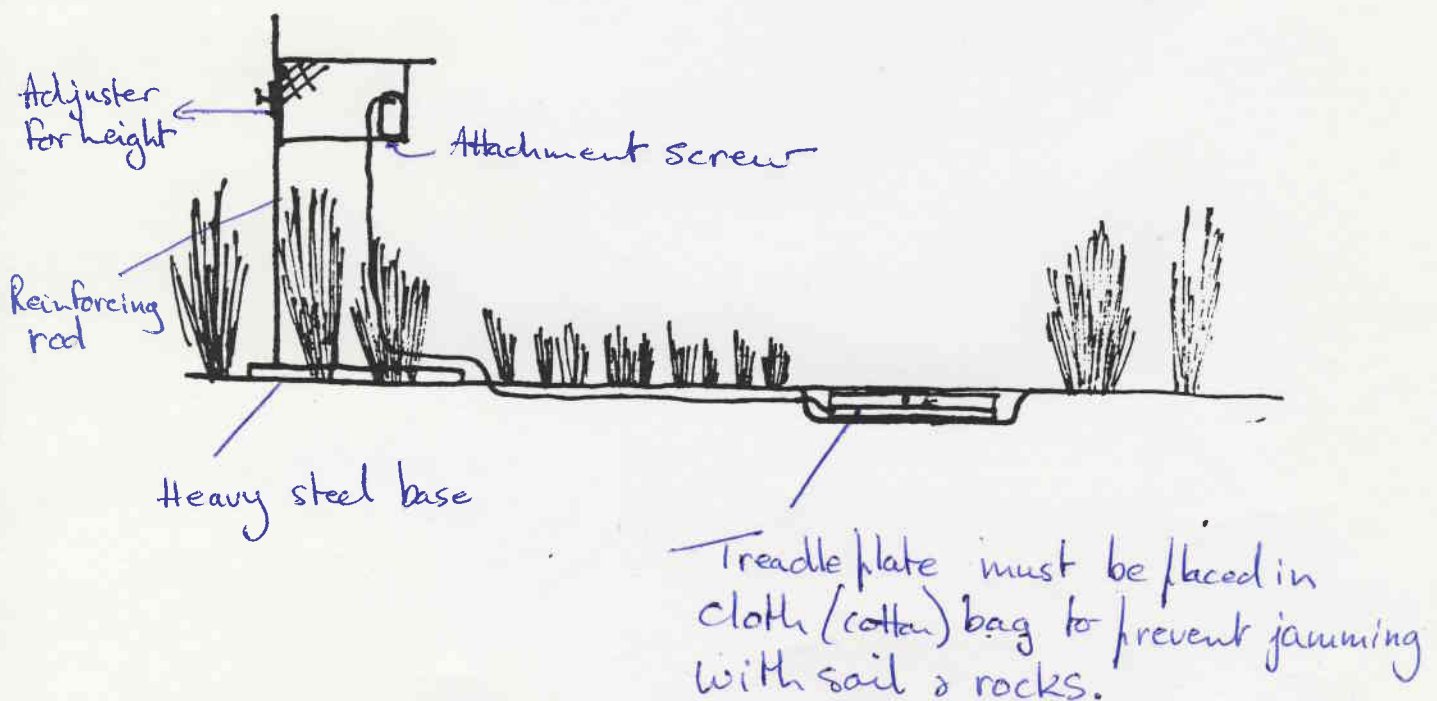 Adjuster
for height
Attachment screw
Reinforcing
rod
Heavy steel base
Treadle plate must be placed in
cloth (cotton) bag to prevent jamming
with soil & rocks.